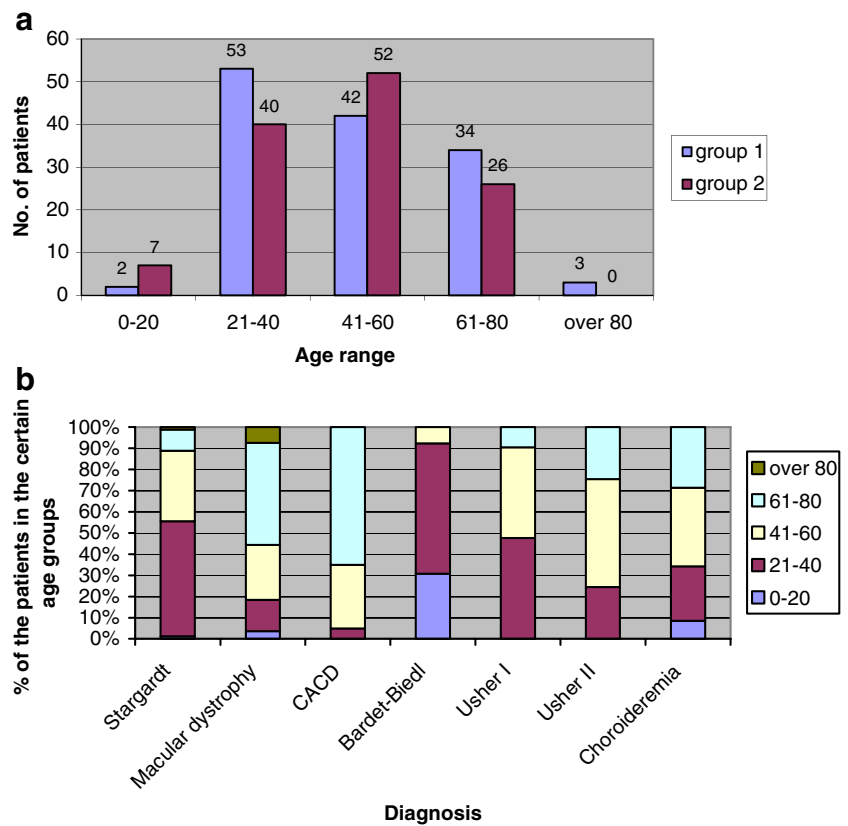 a
60
50
40
30
20
10
0
No. of patients
2 7 53 40 42 52 34 26 3 0
0-20 21-40 41-60 61-80 over 80
Age range
group 1
group 2
b
100%
90%
80%
70%
60%
50%
40%
30%
20%
10%
0%
% of the patients in the certain
age groups
Stargardt
Macular dystrophy
CACD
Bardet-Biedl
Usher I
Usher II
Choroideremia
Diagnosis
over 80
61-80
41-60
21-40
0-20